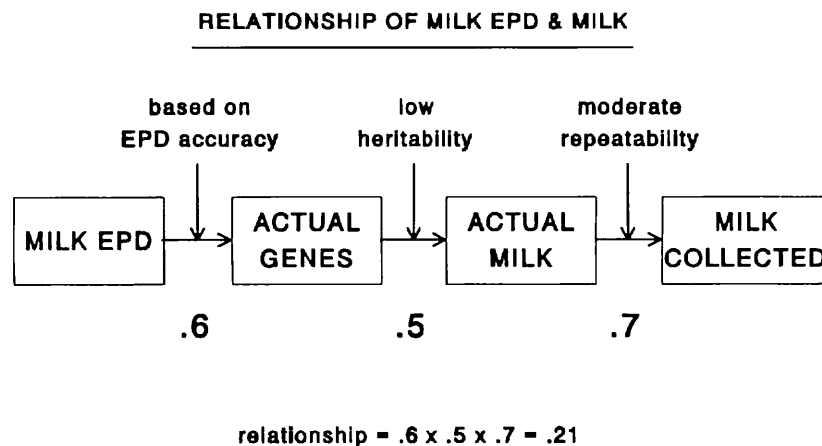 RELATIONSHIP OF MILK EPD & MILK
based on
EPD accuracy
low
heritability
moderate
repeatability
MILK EPD
ACTUAL
GENES
ACTUAL
MILK
MILK
COLLECTED
.6
.5
.7
relationship = .6 x .5 x .7 = .21